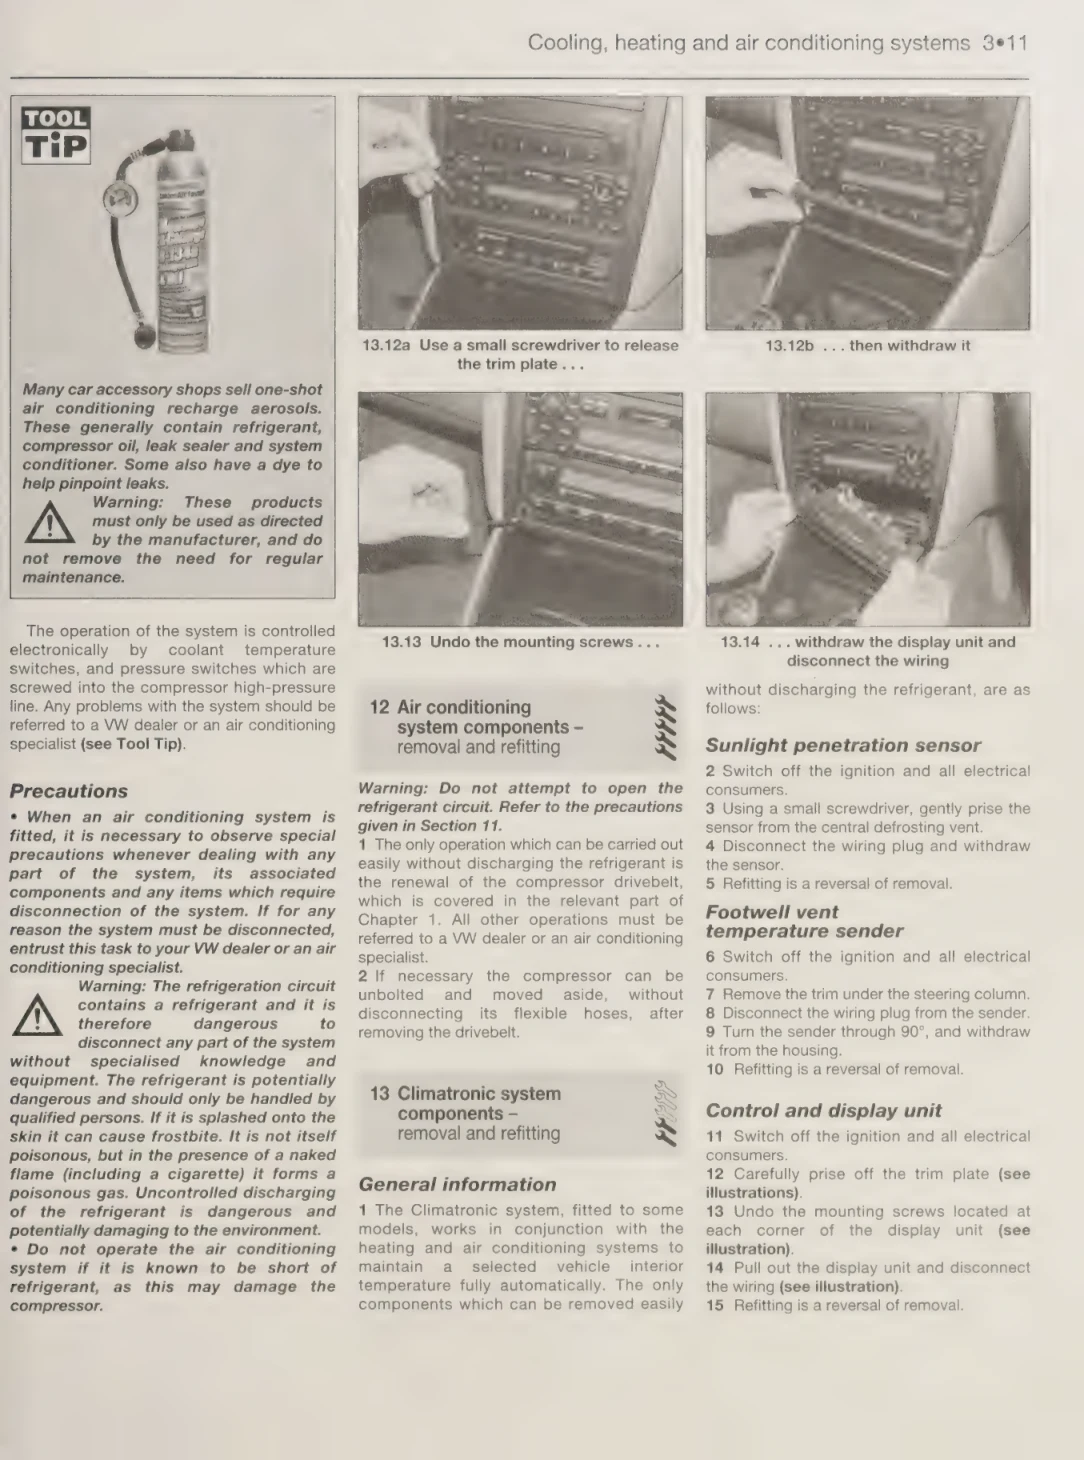 Cooling, heating and air conditioning systems 3•11
TOOL
TiP
Many car accessory shops sell one-shot
air conditioning recharge aerosols.
These generally contain refrigerant,
compressor oil, leak sealer and system
conditioner. Some also have a dye to
help pinpoint leaks.
Warning: These products
must only be used as directed
by the manufacturer, and do
not remove the need for regular
maintenance.
The operation of the system is controlled
electronically by coolant temperature
switches, and pressure switches which are
screwed into the compressor high-pressure
line. Any problems with the system should be
referred to a VW dealer or an air conditioning
specialist (see Tool Tip).
Precautions
• When an air conditioning system is
fitted, it is necessary to observe special
precautions whenever dealing with any
part of the system, its associated
components and any items which require
disconnection of the system. If for any
reason the system must be disconnected,
entrust this task to your VW dealer or an air
conditioning specialist.
Warning: The refrigeration circuit
contains a refrigerant and it is
therefore dangerous to
disconnect any part of the system
without specialised knowledge and
equipment. The refrigerant is potentially
dangerous and should only be handled by
qualified persons. If it is splashed onto the
skin it can cause frostbite. It is not itself
poisonous, but in the presence of a naked
flame (including a cigarette) it forms a
poisonous gas. Uncontrolled discharging
of the refrigerant is dangerous and
potentially damaging to the environment.
• Do not operate the air conditioning
system if it is known to be short of
refrigerant, as this may damage the
compressor.
13.12a Use a small screwdriver to release
the trim plate . . .
13.12b . . . then withdraw it
13.13 Undo the mounting screws . . .
13.14 . . . withdraw the display unit and
disconnect the wiring
12 Air conditioning
system components –
removal and refitting
Warning: Do not attempt to open the
refrigerant circuit. Refer to the precautions
given in Section 11.
1 The only operation which can be carried out
easily without discharging the refrigerant is
the renewal of the compressor drivebelt,
which is covered in the relevant part of
Chapter 1. All other operations must be
referred to a VW dealer or an air conditioning
specialist.
2 If necessary the compressor can be
unbolted and moved aside, without
disconnecting its flexible hoses, after
removing the drivebelt.
13 Climatronic system
components –
removal and refitting
General information
1 The Climatronic system, fitted to some
models, works in conjunction with the
heating and air conditioning systems to
maintain a selected vehicle interior
temperature fully automatically. The only
components which can be removed easily
without discharging the refrigerant, are as
follows:
Sunlight penetration sensor
2 Switch off the ignition and all electrical
consumers.
3 Using a small screwdriver, gently prise the
sensor from the central defrosting vent.
4 Disconnect the wiring plug and withdraw
the sensor.
5 Refitting is a reversal of removal.
Footwell vent
temperature sender
6 Switch off the ignition and all electrical
consumers.
7 Remove the trim under the steering column.
8 Disconnect the wiring plug from the sender.
9 Turn the sender through 90°, and withdraw
it from the housing.
10 Refitting is a reversal of removal.
Control and display unit
11 Switch off the ignition and all electrical
consumers.
12 Carefully prise off the trim plate (see
illustrations).
13 Undo the mounting screws located at
each corner of the display unit (see
illustration).
14 Pull out the display unit and disconnect
the wiring (see illustration).
15 Refitting is a reversal of removal.